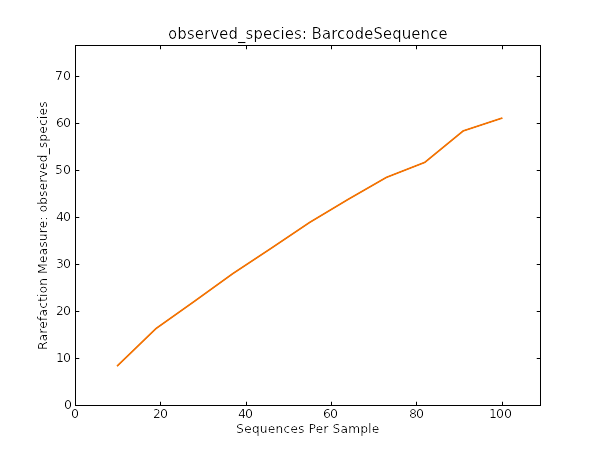 observed_species: BarcodeSequence
Rarefaction Measure: observed_species
70
60
50
40
30
20
10
0
0 20 40 60 80 100
Sequences Per Sample